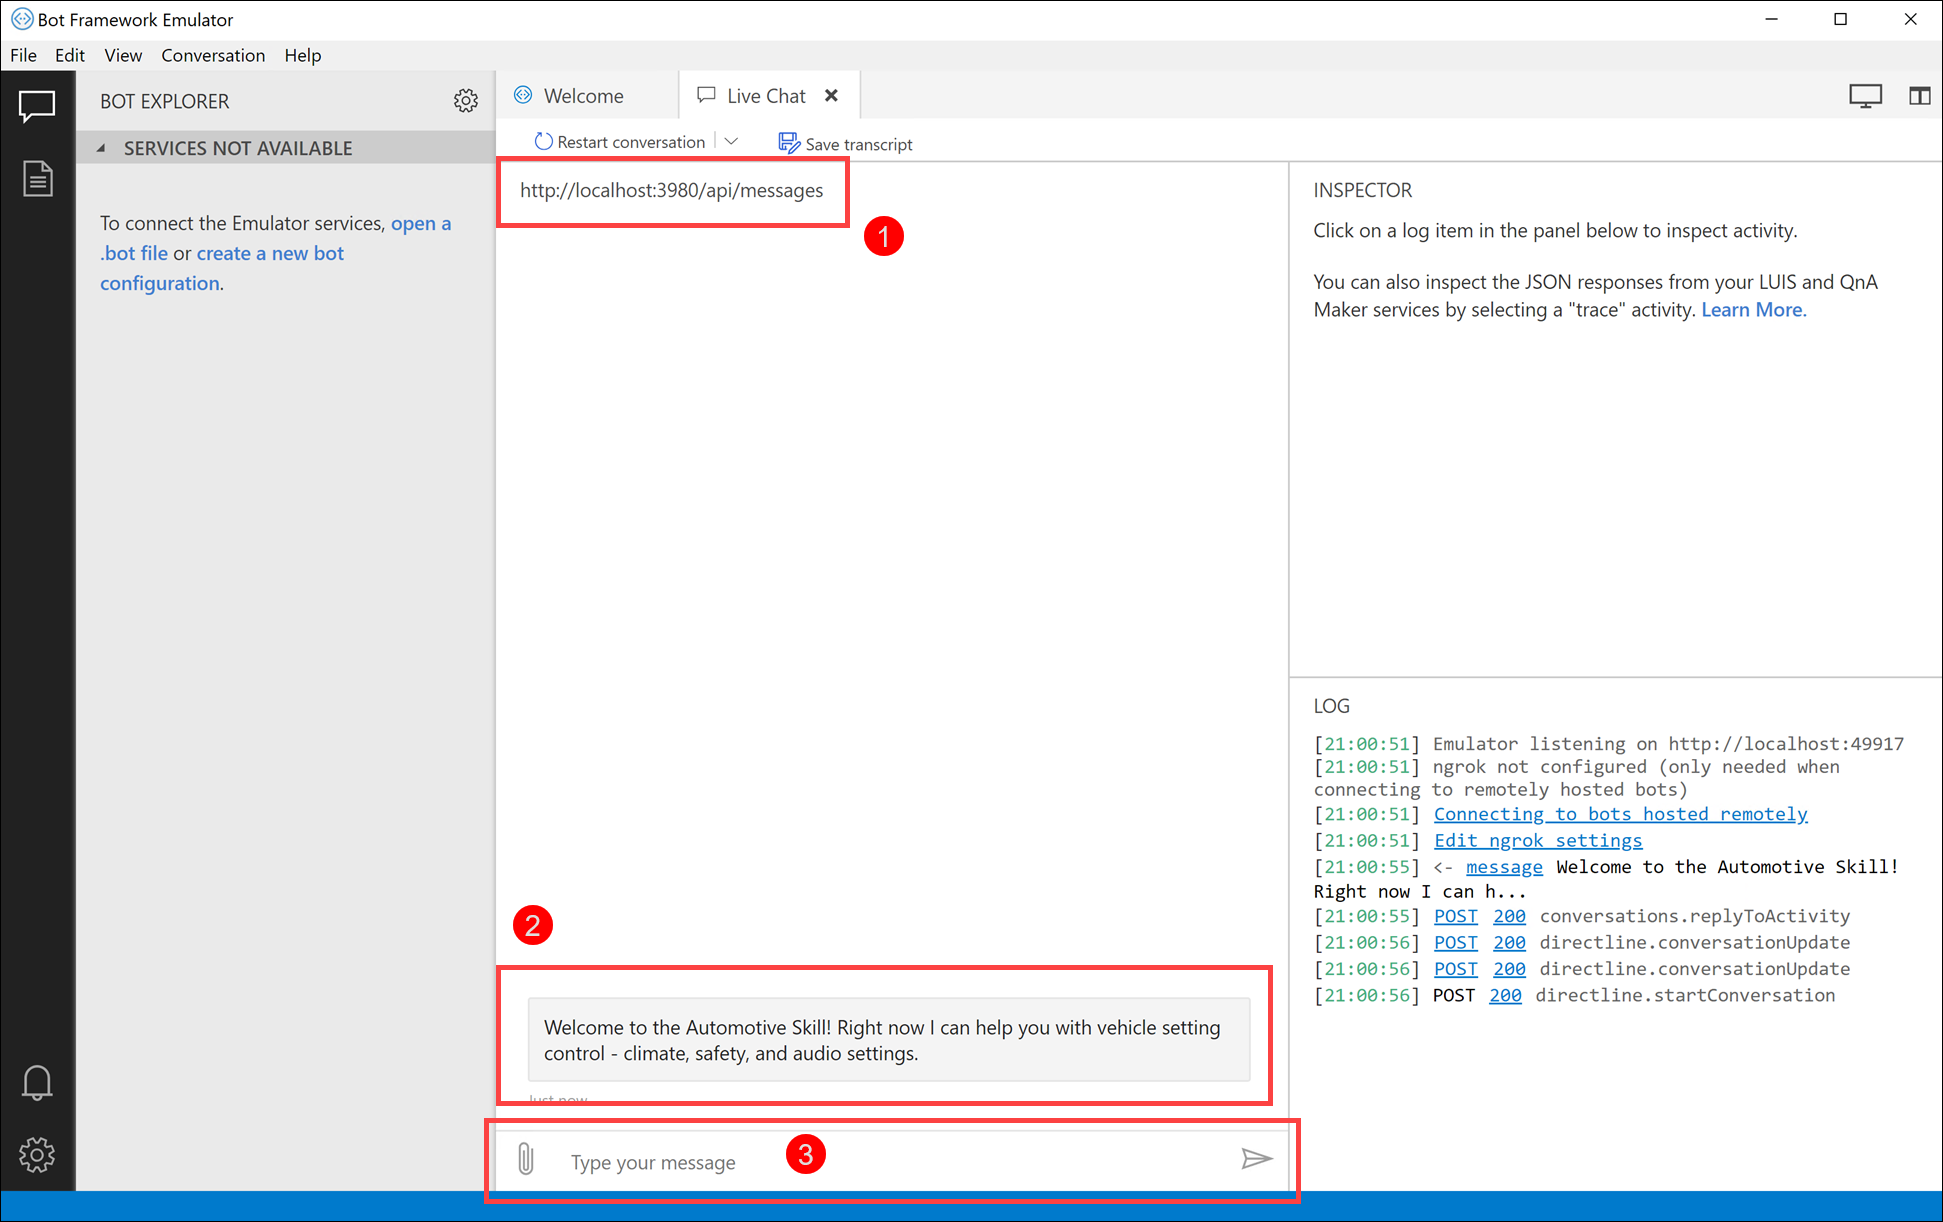 Bot Framework Emulator
File Edit View Conversation Help
BOT EXPLORER
SERVICES NOT AVAILABLE
To connect the Emulator services, open a
.bot file or create a new bot
configuration.
Welcome
Live Chat
Restart conversation
Save transcript
http://localhost:3980/api/messages
1
2
Welcome to the Automotive Skill! Right now I can help you with vehicle setting
control - climate, safety, and audio settings.
Just now
Type your message
3
INSPECTOR
Click on a log item in the panel below to inspect activity.
You can also inspect the JSON responses from your LUIS and QnA
Maker services by selecting a "trace" activity. Learn More.
LOG
[21:00:51] Emulator listening on http://localhost:49917
[21:00:51] ngrok not configured (only needed when
connecting to remotely hosted bots)
[21:00:51] Connecting to bots hosted remotely
[21:00:51] Edit ngrok settings
[21:00:55] <- message Welcome to the Automotive Skill!
Right now I can h...
[21:00:55] POST 200 conversations.replyToActivity
[21:00:56] POST 200 directline.conversationUpdate
[21:00:56] POST 200 directline.conversationUpdate
[21:00:56] POST 200 directline.startConversation